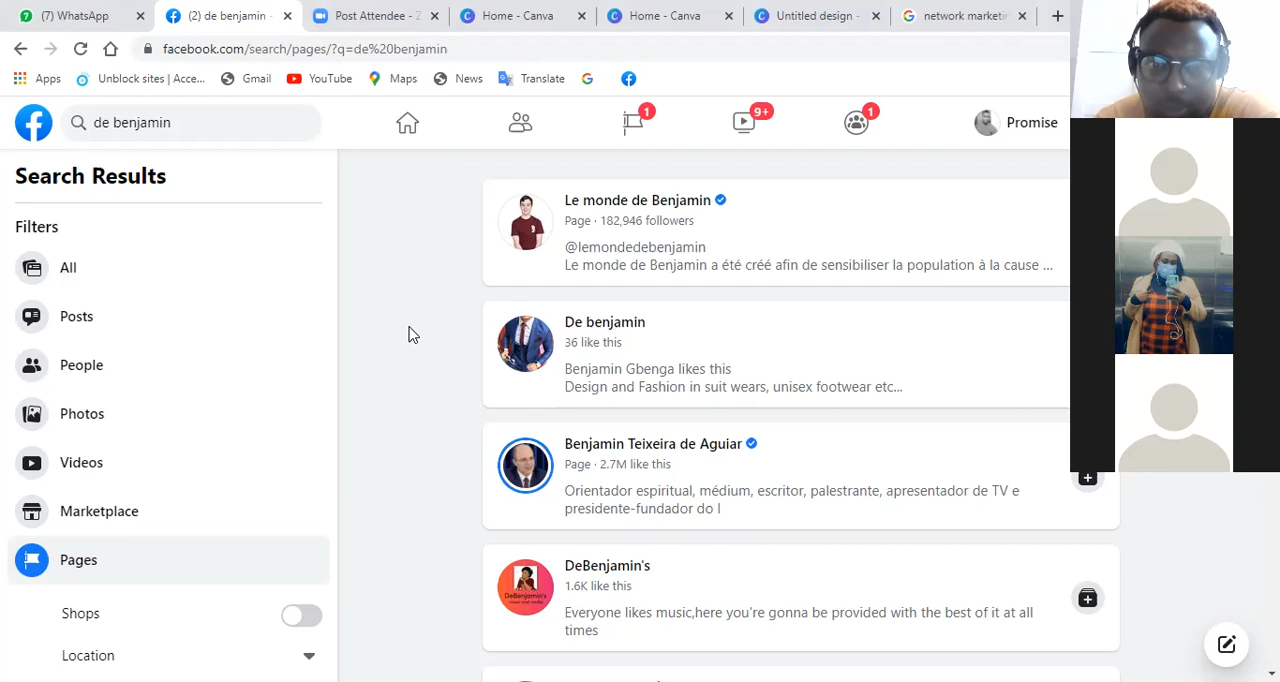 7
(7) WhatsApp
(2) de benjamin -
Post Attendee - Z
Home - Canva
Home - Canva
Untitled design -
network marketin
facebook.com/search/pages/?q=de%20benjamin
Apps
Unblock sites | Acce...
Gmail
YouTube
Maps
News
Translate
de benjamin
1
9+
1
Promise
Search Results
Filters
All
Posts
People
Photos
Videos
Marketplace
Pages
Shops
Location
Le monde de Benjamin
Page · 182,946 followers
@lemondedebenjamin
Le monde de Benjamin a été créé afin de sensibiliser la population à la cause ...
De benjamin
36 like this
Benjamin Gbenga likes this
Design and Fashion in suit wears, unisex footwear etc...
Benjamin Teixeira de Aguiar
Page · 2.7M like this
Orientador espiritual, médium, escritor, palestrante, apresentador de TV e
presidente-fundador do I
DeBenjamin's
DeBenjamin's
1.6K like this
Everyone likes music,here you're gonna be provided with the best of it at all
times